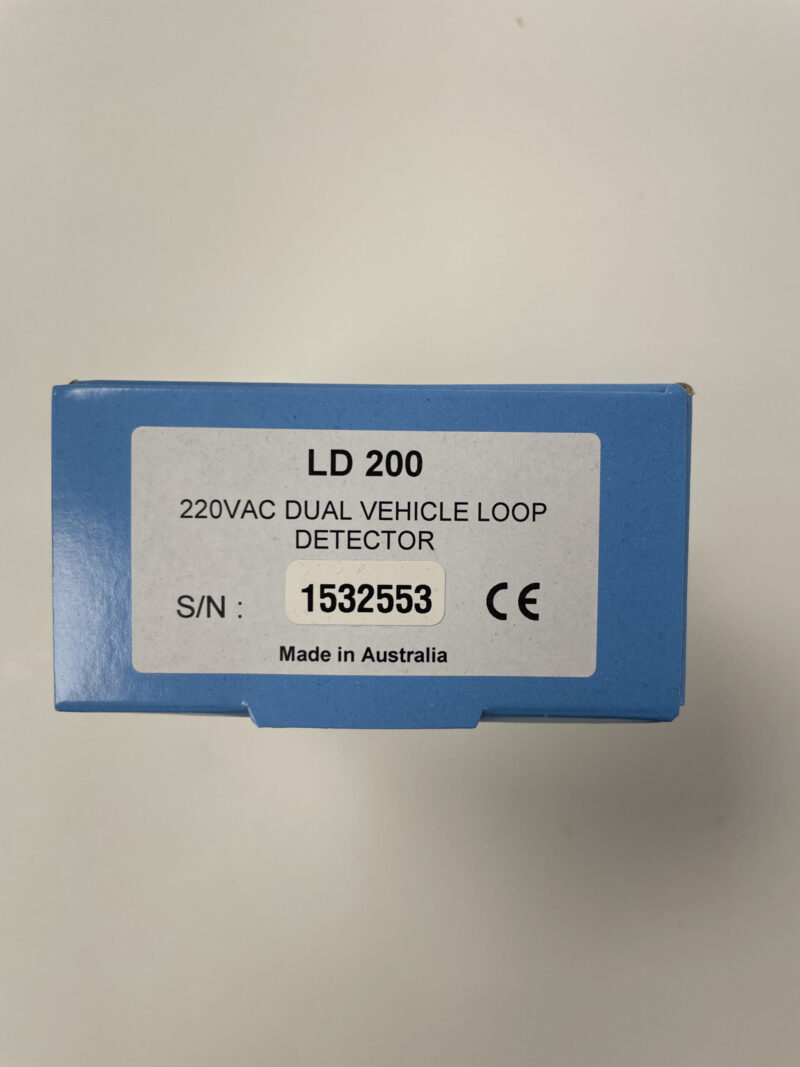 LD 200
220VAC DUAL VEHICLE LOOP
DETECTOR
S/N : 1532553 CE
Made in Australia